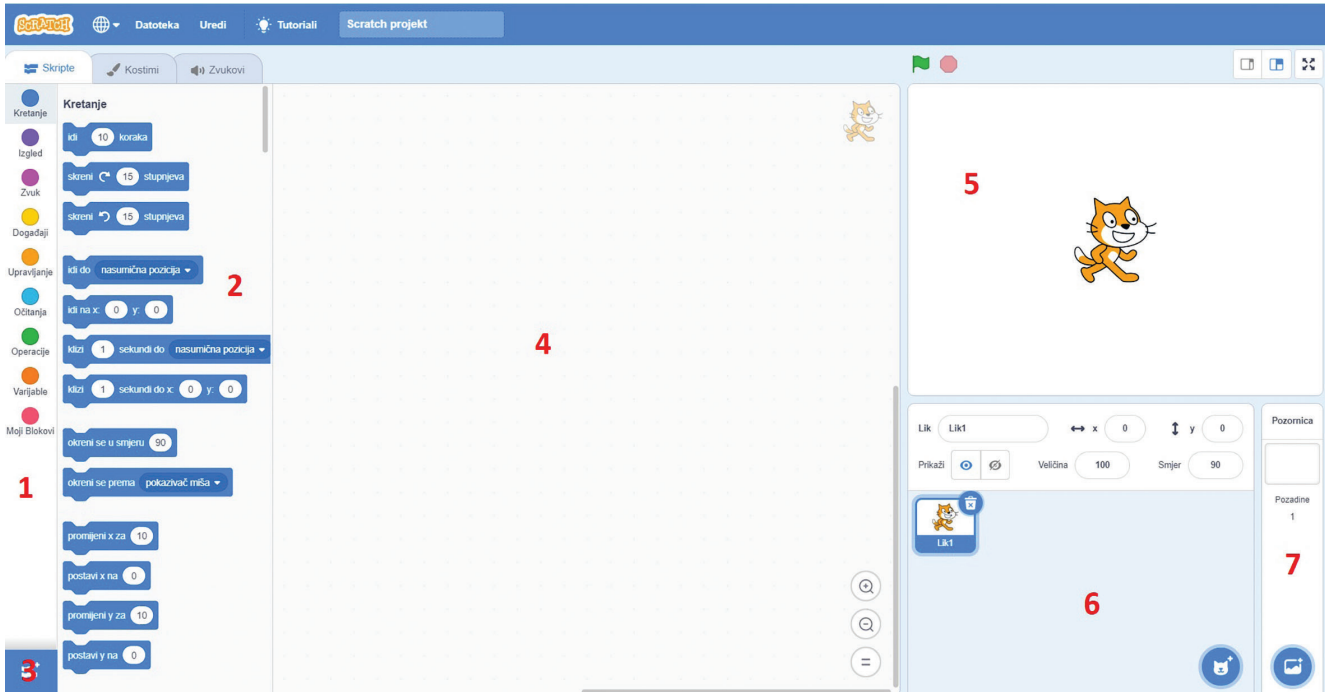 SCRATCH Datoteka Uredi Tutoriali Scratch projekt
Skripte Kostimi Zvukovi
Kretanje
Izgled
Zvuk
Događaji
Upravljanje
Očitanja
Operacije
Varijable
Moji Blokovi
1
3
Kretanje
idi 10 koraka
skreni 15 stupnjeva
skreni 15 stupnjeva
idi do nasumična pozicija
2
idi na x: 0 y: 0
klizi 1 sekundi do nasumična pozicija
klizi 1 sekundi do x: 0 y: 0
okreni se u smjeru 90
okreni se prema pokazivač miša
promijeni x za 10
postavi x na 0
promijeni y za 10
postavi y na 0
4
5
Lik Lik1 x 0 y 0
Prikaži Veličina 100 Smjer 90
Lik1
6
Pozornica
Pozadine
1
7